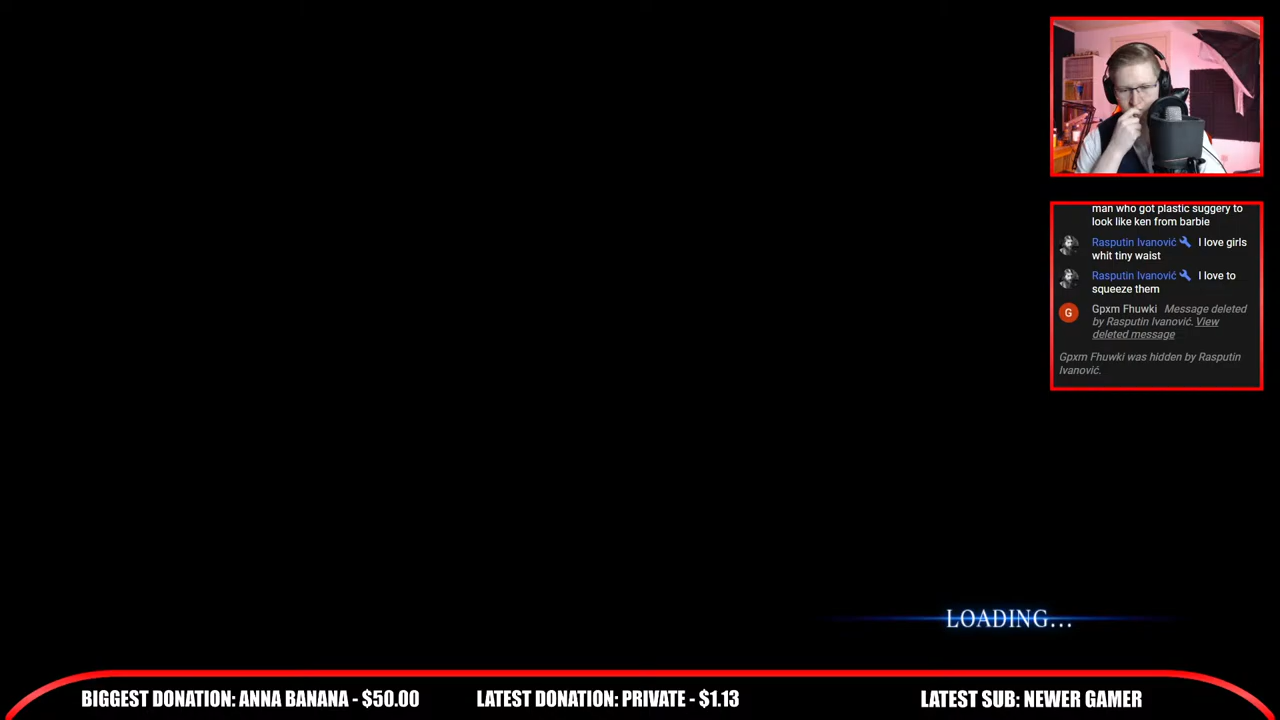 man who got plastic suggery to
look like ken from barbie
Rasputin Ivanović I love girls
whit tiny waist
Rasputin Ivanović I love to
squeeze them
G Gpxm Fhuwki Message deleted
by Rasputin Ivanović. View
deleted message
Gpxm Fhuwki was hidden by Rasputin
Ivanović.
LOADING...
BIGGEST DONATION: ANNA BANANA - $50.00 LATEST DONATION: PRIVATE - $1.13 LATEST SUB: NEWER GAMER